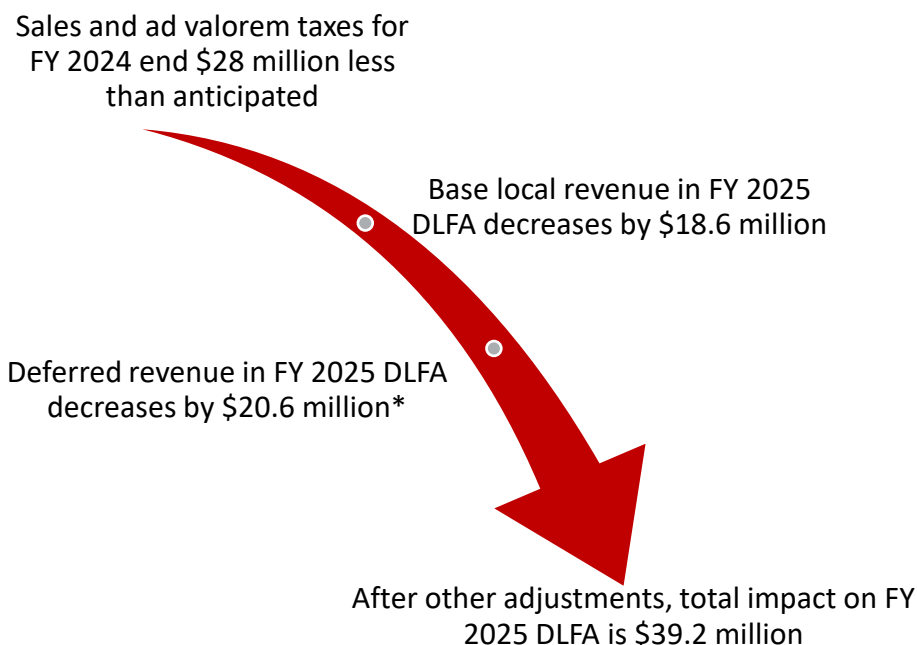 Sales and ad valorem taxes for
FY 2024 end $28 million less
than anticipated
Base local revenue in FY 2025
DLFA decreases by $18.6 million
Deferred revenue in FY 2025 DLFA
decreases by $20.6 million*
After other adjustments, total impact on FY
2025 DLFA is $39.2 million